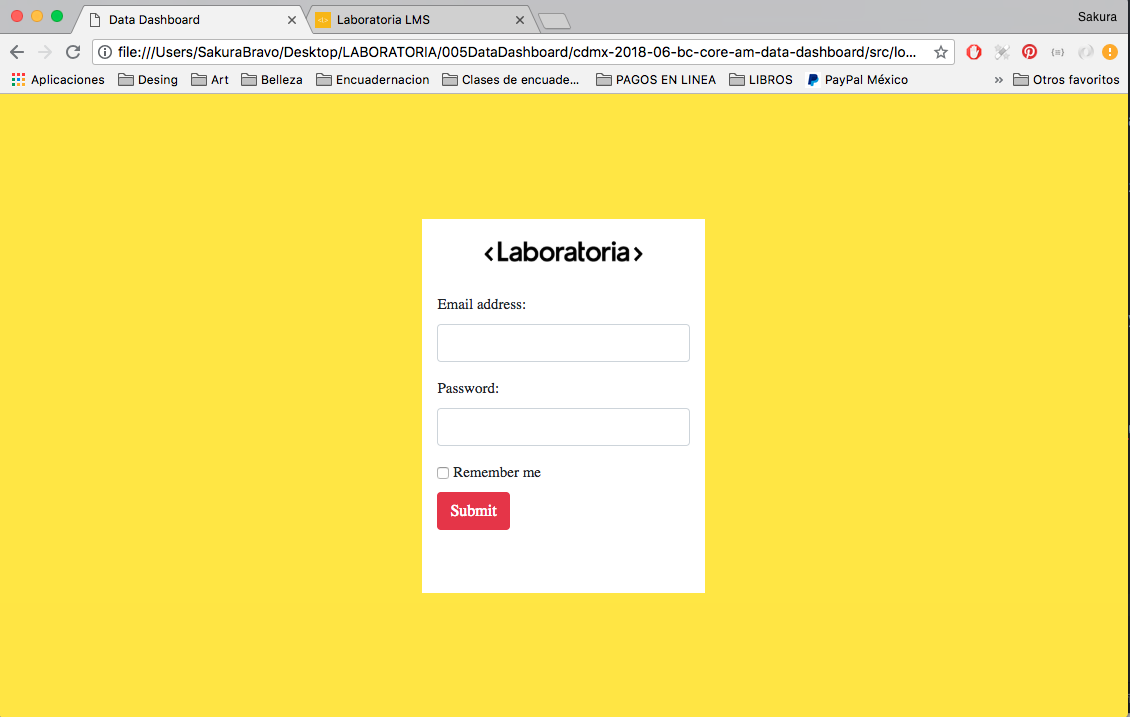 Data Dashboard
Laboratoria LMS
Sakura
file:///Users/SakuraBravo/Desktop/LABORATORIA/005DataDashboard/cdmx-2018-06-bc-core-am-data-dashboard/src/lo...
Aplicaciones Desing Art Belleza Encuadernacion Clases de encuade... PAGOS EN LINEA LIBROS PayPal México » Otros favoritos
<Laboratoria>
Email address:
Password:
Remember me
Submit